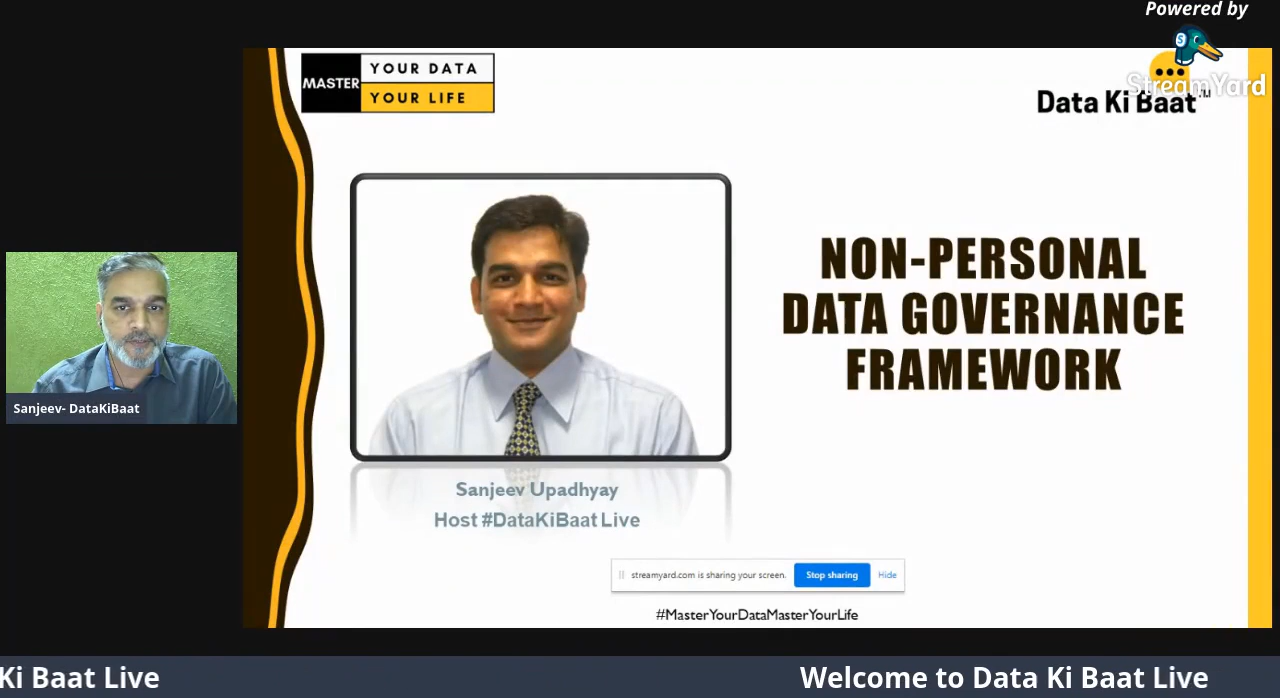 Powered by
StreamYard
MASTER
YOUR DATA
YOUR LIFE
Data Ki Baat™
NON-PERSONAL
DATA GOVERNANCE
FRAMEWORK
Sanjeev- DataKiBaat
Sanjeev Upadhyay
Host #DataKiBaat Live
streamyard.com is sharing your screen.
Stop sharing
Hide
#MasterYourDataMasterYourLife
Ki Baat Live
Welcome to Data Ki Baat Live